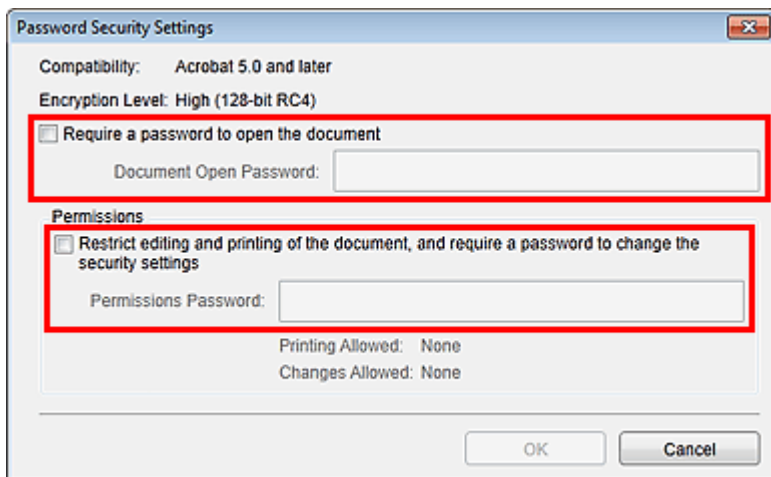 Password Security Settings
Compatibility: Acrobat 5.0 and later
Encryption Level: High (128-bit RC4)
Require a password to open the document
Document Open Password:
Permissions
Restrict editing and printing of the document, and require a password to change the
security settings
Permissions Password:
Printing Allowed: None
Changes Allowed: None
OK Cancel